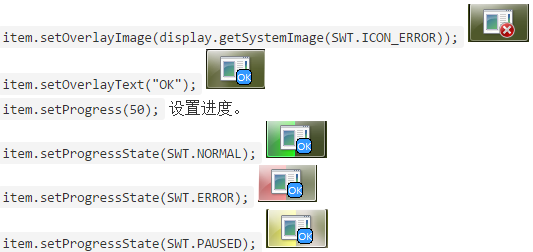 item.setOverlayImage(display.getSystemImage(SWT.ICON_ERROR));
item.setOverlayText("OK"); OK
item.setProgress(50); 设置进度。
item.setProgressState(SWT.NORMAL); OK
item.setProgressState(SWT.ERROR); OK
item.setProgressState(SWT.PAUSED); OK